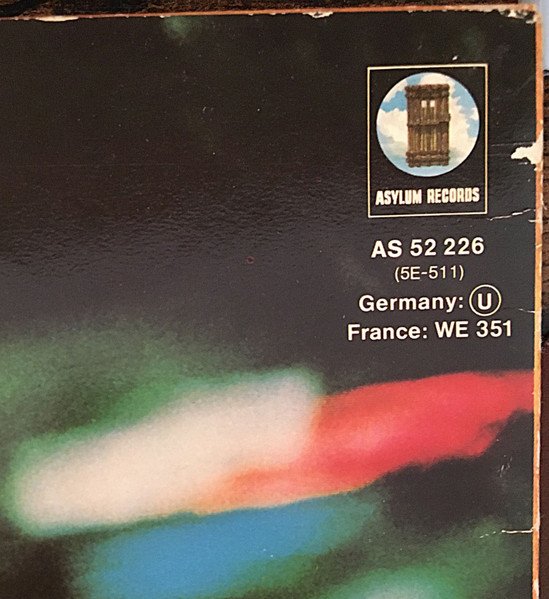 ASYLUM RECORDS
AS 52 226
(5E-511)
Germany: U
France: WE 351